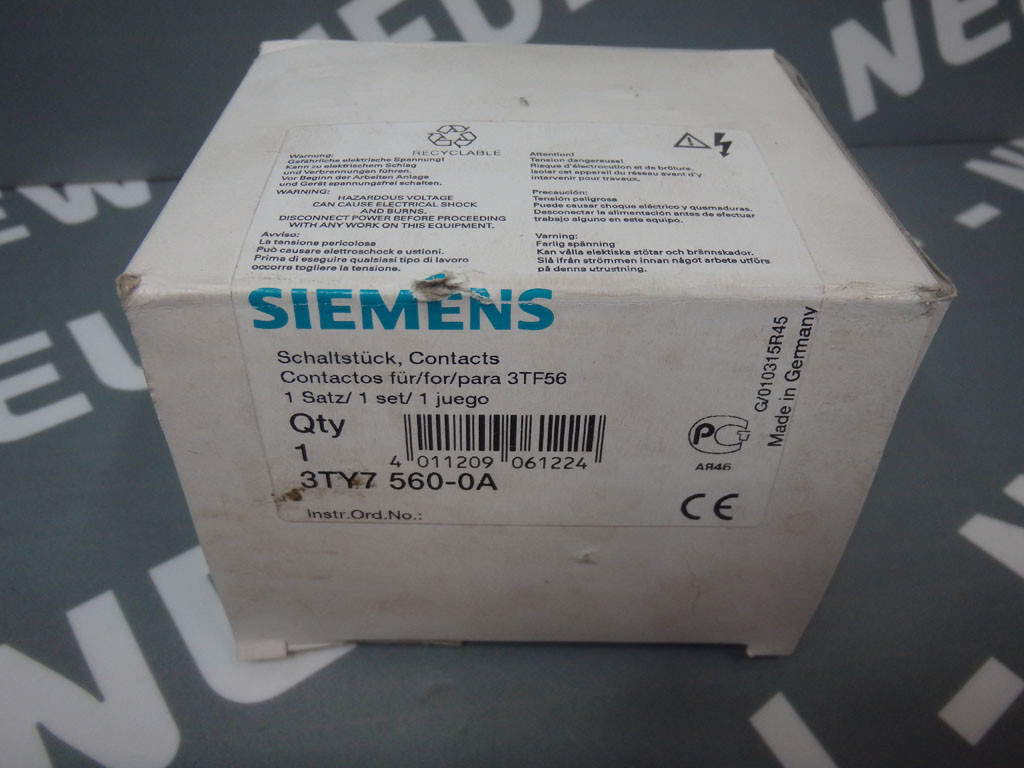 RECYCLABLE
Warnung:
Gefährliche elektrische Spannung!
Kann zu elektrischem Schlag
und Verbrennungen führen.
Vor Beginn der Arbeiten Anlage
und Gerät spannungsfrei schalten.
WARNING:
HAZARDOUS VOLTAGE
CAN CAUSE ELECTRICAL SHOCK
AND BURNS.
DISCONNECT POWER BEFORE PROCEEDING
WITH ANY WORK ON THIS EQUIPMENT.
Avviso:
La tensione pericolosa
Può causare elettroschock e ustioni.
Prima di eseguire qualsiasi tipo di lavoro
occorre togliere la tensione.
Attention!
Tension dangereuse!
Risque d'électrocution et de brûlure.
Isoler cet appareil du réseau avant d'y
intervenir pour travaux.
Precaución:
Tensión peligrosa
Puede causar choque eléctrico y quemaduras.
Desconectar la alimentación antes de efectuar
trabajo alguno en este equipo.
Varning:
Farlig spänning
Kan vålla elektiska stötar och brännskador.
Slå ifrån strömmen innan något arbete utförs
på denna utrustning.
SIEMENS
Schaltstück, Contacts
Contactos für/for/para 3TF56
1 Satz/ 1 set/ 1 juego
Qty
1
4 011209 061224
3TY7 560-0A
Instr.Ord.No.:
АЯ46
CE
G/010315R45
Made in Germany